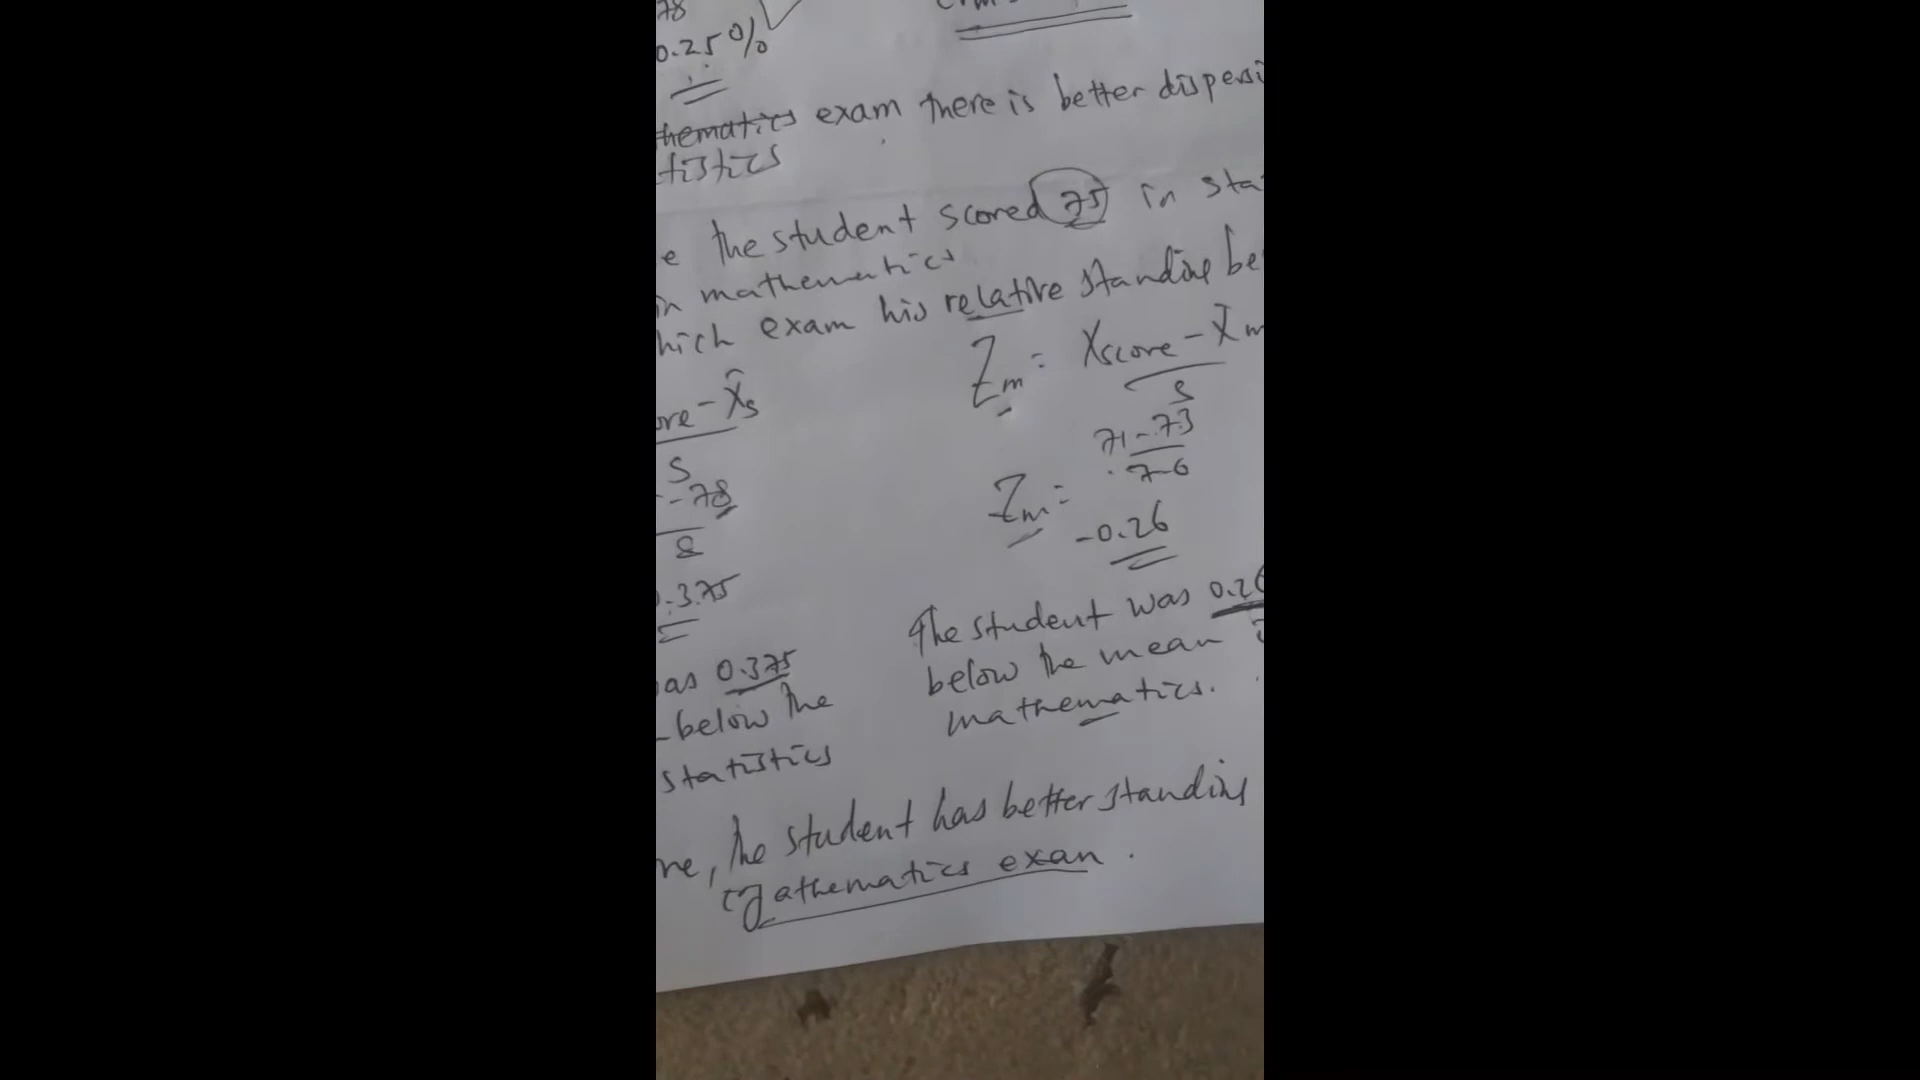 78
0.25%
thematics exam there is better dispersi
tistics
e the student scored 75 in sta
in mathematics
hich exam his relative standing be
ore - X̄s
S
-78
8
0.375
Zm = Xscore - X̄m
S
Zm = 71-73
7.6
-0.26
as 0.375
below the
statistics
The student was 0.26
below the mean
mathematics.
re, the student has better standing
mathematics exam.